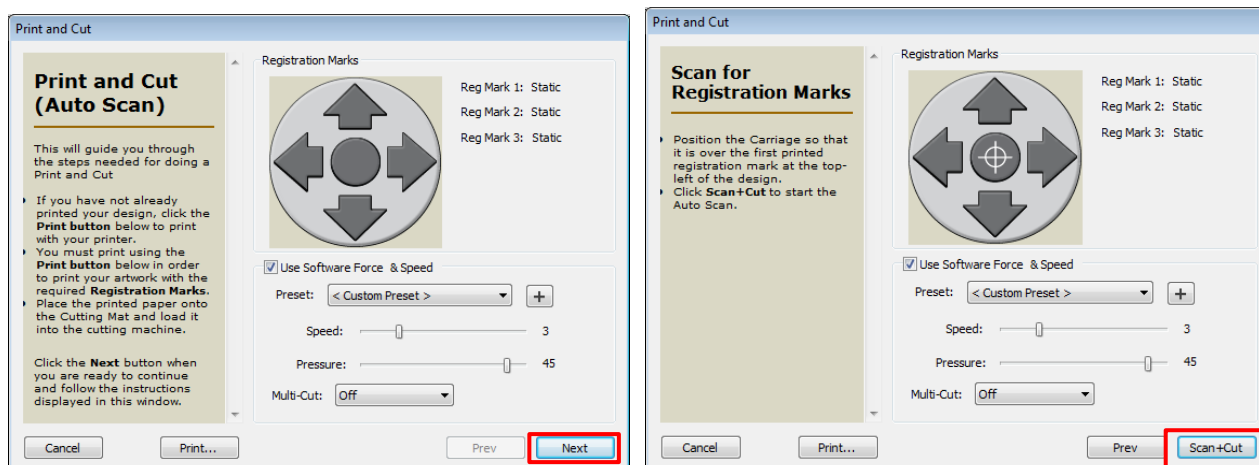 Print and Cut
Print and Cut
(Auto Scan)
This will guide you through
the steps needed for doing a
Print and Cut
If you have not already
printed your design, click the
Print button below to print
with your printer.
You must print using the
Print button below in order
to print your artwork with the
required Registration Marks.
Place the printed paper onto
the Cutting Mat and load it
into the cutting machine.
Click the Next button when
you are ready to continue
and follow the instructions
displayed in this window.
Registration Marks
Reg Mark 1: Static
Reg Mark 2: Static
Reg Mark 3: Static
Use Software Force & Speed
Preset: < Custom Preset > +
Speed: 3
Pressure: 45
Multi-Cut: Off
Cancel Print... Prev Next
Print and Cut
Scan for
Registration Marks
Position the Carriage so that
it is over the first printed
registration mark at the top-
left of the design.
Click Scan+Cut to start the
Auto Scan.
Registration Marks
Reg Mark 1: Static
Reg Mark 2: Static
Reg Mark 3: Static
Use Software Force & Speed
Preset: < Custom Preset > +
Speed: 3
Pressure: 45
Multi-Cut: Off
Cancel Print... Prev Scan+Cut